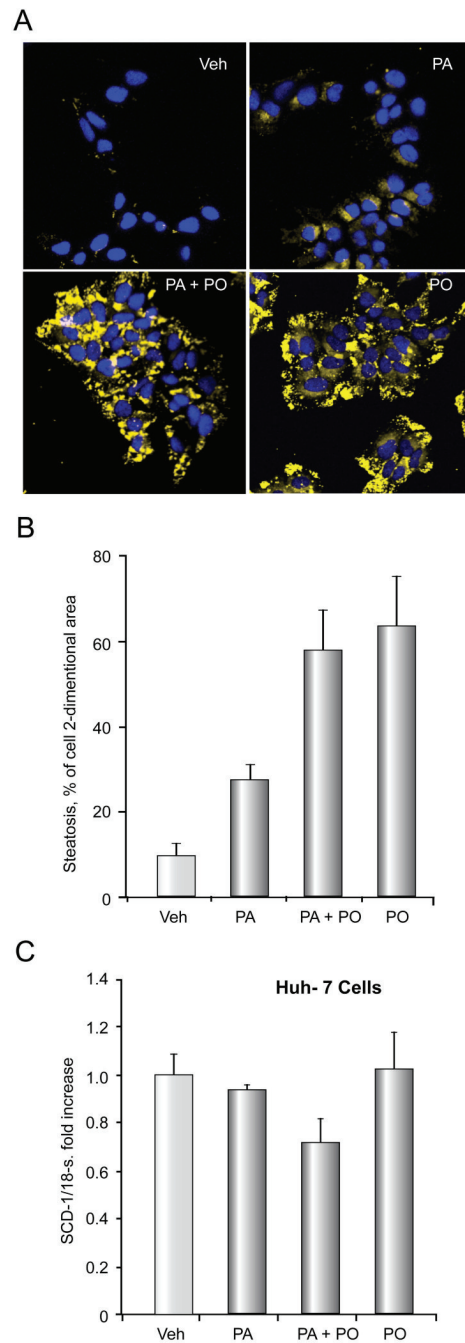 A
Veh
PA
PA + PO
PO
B
Steatosis, % of cell 2-dimentional area
80
60
40
20
0
Veh
PA
PA + PO
PO
C
Huh- 7 Cells
SCD-1/18-s. fold increase
1.4
1.2
1.0
0.8
0.6
0.4
0.2
0
Veh
PA
PA + PO
PO